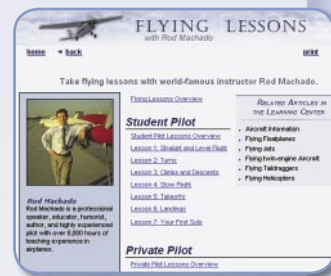 FLYING LESSONS
with Rod Machado
home
back
print
Take flying lessons with world-famous instructor Rod Machado.
Flying Lessons Overview
Student Pilot
Student Pilot Lessons Overview
Lesson 1: Straight and Level Flight
Lesson 2: Turns
Lesson 3: Climbs and Descents
Lesson 4: Slow Flight
Lesson 5: Takeoffs
Lesson 6: Landings
Lesson 7: Your First Solo
Private Pilot
Private Pilot Lessons Overview
RELATED ARTICLES IN
THE LEARNING CENTER
• Aircraft Information
• Flying Floatplanes
• Flying Jets
• Flying Twin-engine Aircraft
• Flying Taildraggers
• Flying Helicopters
Rod Machado
Rod Machado is a professional
speaker, educator, humorist,
author, and highly experienced
pilot with over 8,000 hours of
teaching experience in
airplanes.